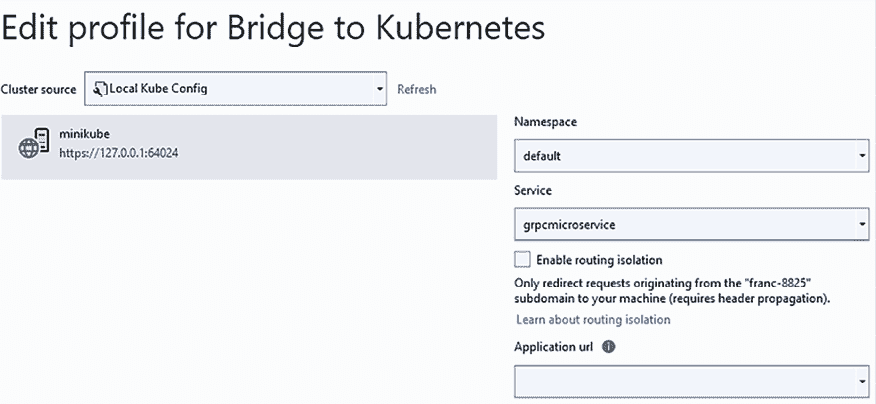 Edit profile for Bridge to Kubernetes
Cluster source
Local Kube Config
Refresh
minikube
https://127.0.0.1:64024
Namespace
default
Service
grpcmicroservice
Enable routing isolation
Only redirect requests originating from the "franc-8825"
subdomain to your machine (requires header propagation).
Learn about routing isolation
Application url